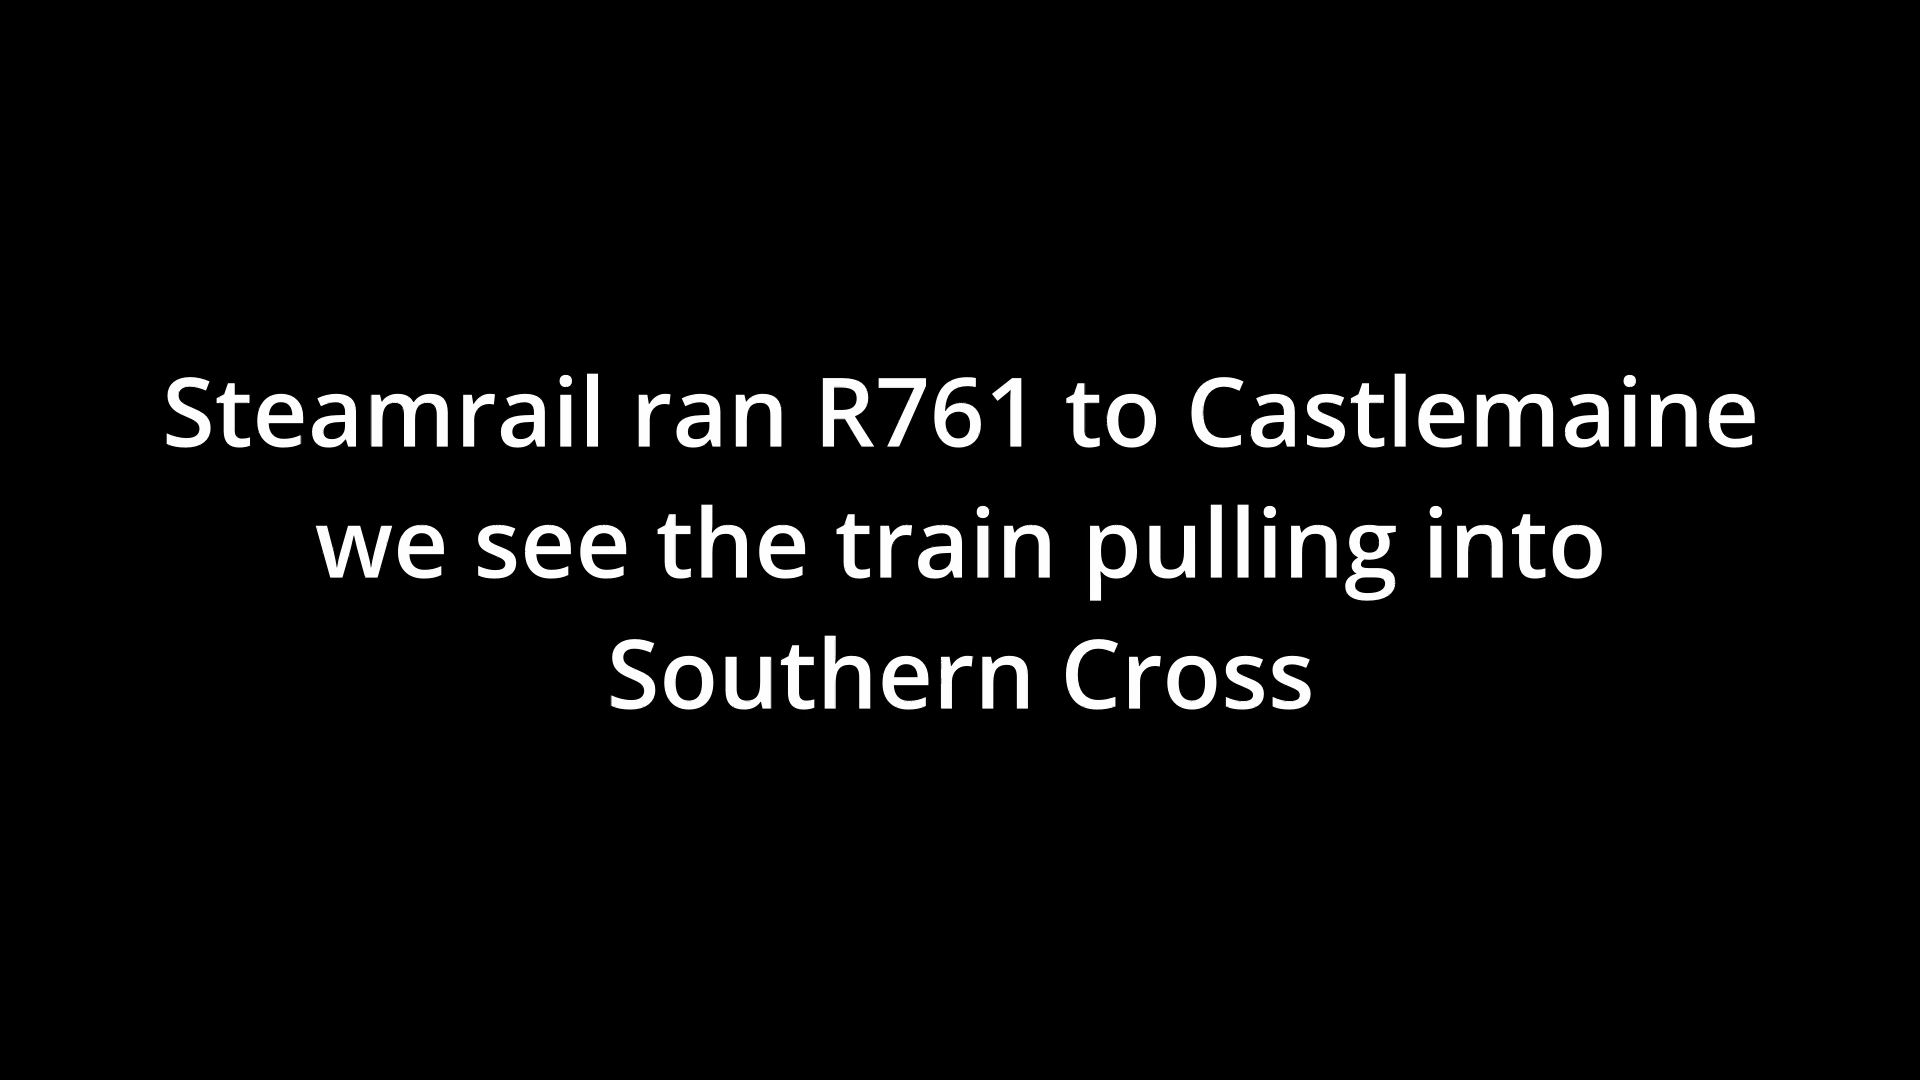 Steamrail ran R761 to Castlemaine
we see the train pulling into
Southern Cross